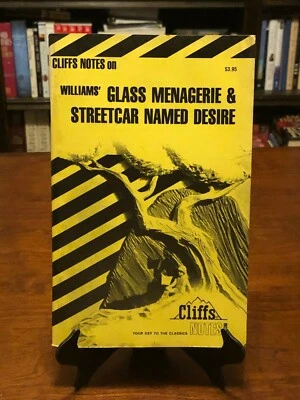 CLIFFS NOTES on
$3.95
WILLIAMS' GLASS MENAGERIE &
STREETCAR NAMED DESIRE
Cliffs
NOTES
YOUR KEY TO THE CLASSICS